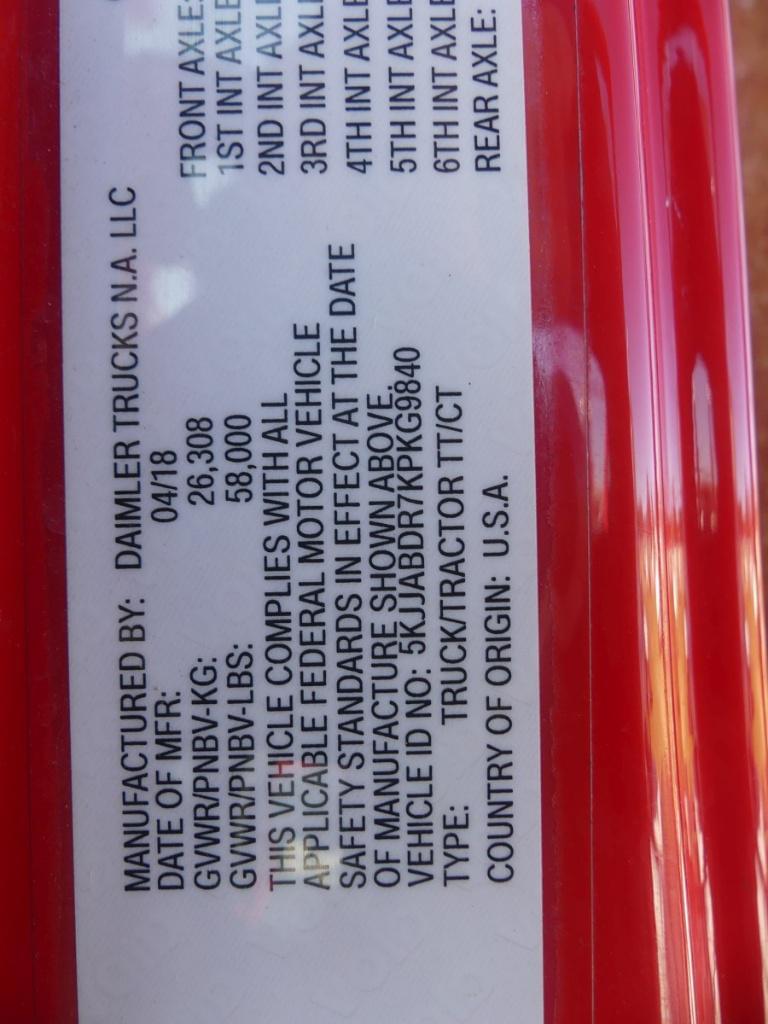 MANUFACTURED BY: DAIMLER TRUCKS N.A. LLC
DATE OF MFR: 04/18
GVWR/PNBV-KG: 26,308
GVWR/PNBV-LBS: 58,000
THIS VEHICLE COMPLIES WITH ALL
APPLICABLE FEDERAL MOTOR VEHICLE
SAFETY STANDARDS IN EFFECT AT THE DATE
OF MANUFACTURE SHOWN ABOVE.
VEHICLE ID NO: 5KJJABDR7KPKG9840
TYPE: TRUCK/TRACTOR TT/CT
COUNTRY OF ORIGIN: U.S.A.
FRONT AXLE:
1ST INT AXLE
2ND INT AXLE
3RD INT AXLE
4TH INT AXLE
5TH INT AXLE
6TH INT AXLE
REAR AXLE: